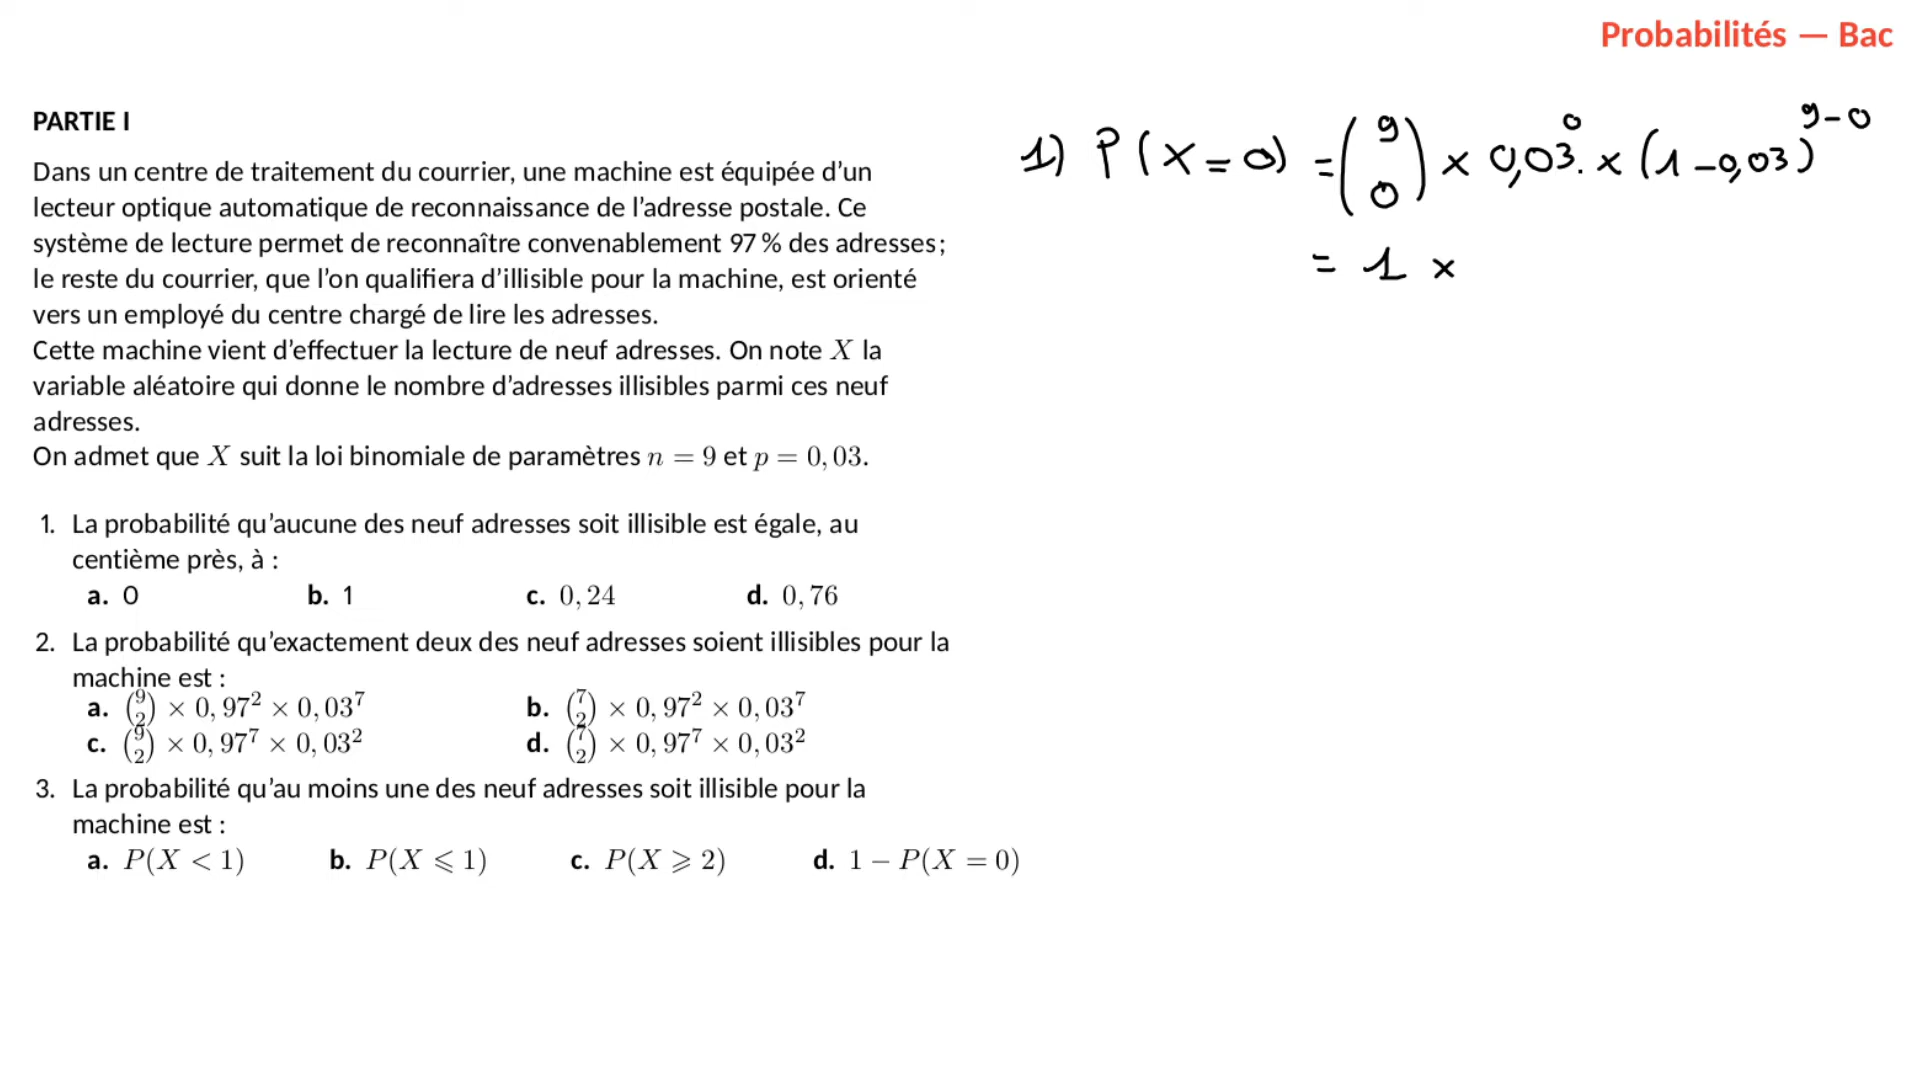 Probabilités — Bac
PARTIE I
Dans un centre de traitement du courrier, une machine est équipée d'un
lecteur optique automatique de reconnaissance de l'adresse postale. Ce
système de lecture permet de reconnaître convenablement 97 % des adresses;
le reste du courrier, que l'on qualifiera d'illisible pour la machine, est orienté
vers un employé du centre chargé de lire les adresses.
Cette machine vient d'effectuer la lecture de neuf adresses. On note X la
variable aléatoire qui donne le nombre d'adresses illisibles parmi ces neuf
adresses.
On admet que X suit la loi binomiale de paramètres n = 9 et p = 0, 03.
1. La probabilité qu'aucune des neuf adresses soit illisible est égale, au
centième près, à :
a. 0 b. 1 c. 0, 24 d. 0, 76
2. La probabilité qu'exactement deux des neuf adresses soient illisibles pour la
machine est :
a. (9 2) × 0, 97² × 0, 03⁷ b. (7 2) × 0, 97² × 0, 03⁷
c. (9 2) × 0, 97⁷ × 0, 03² d. (7 2) × 0, 97⁷ × 0, 03²
3. La probabilité qu'au moins une des neuf adresses soit illisible pour la
machine est :
a. P(X < 1) b. P(X ⩽ 1) c. P(X ⩾ 2) d. 1 − P(X = 0)
1) P(X=0) = (9 0) × 0,03⁰ × (1-0,03)⁹⁻⁰
= 1 ×